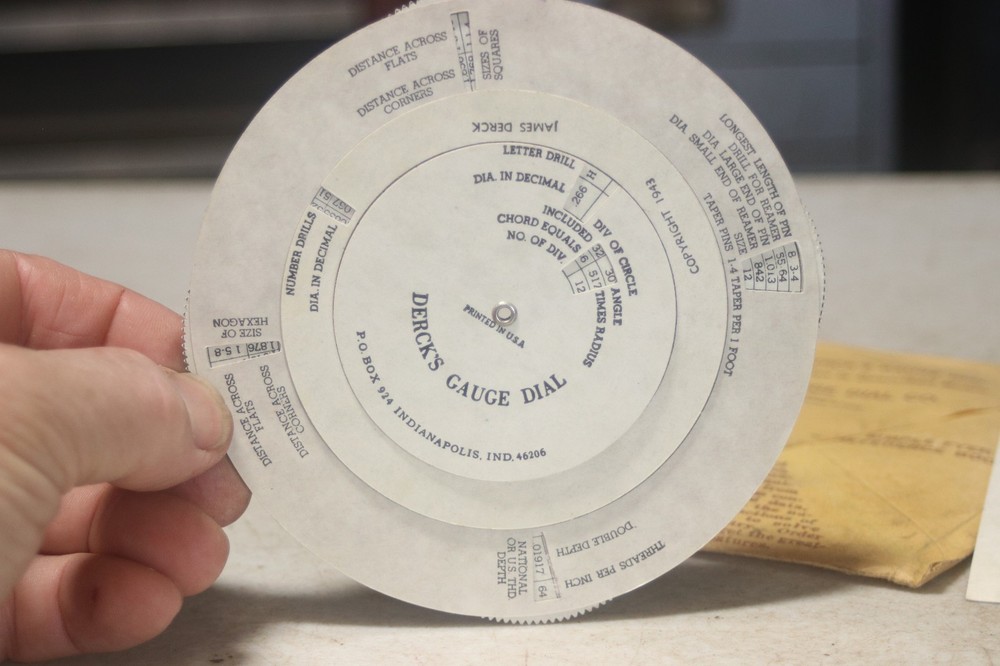 DISTANCE ACROSS
FLATS
DISTANCE ACROSS
CORNERS
SIZES OF
SQUARES
JAMES DERCK
COPYRIGHT 1943
LETTER DRILL
H
DIA. IN DECIMAL
266
DIV OF CIRCLE
INCLUDED 32 30' ANGLE
CHORD EQUALS 517 TIMES RADIUS
NO. OF DIV. 6 12
LONGEST LENGTH OF PIN 8 3-4
DRILL FOR REAMER 55 64
DIA LARGE END OF PIN 1.013
DIA SMALL END OF REAMER 842
TAPER PINS SIZE 12
1-4 TAPER PER 1 FOOT
NUMBER DRILLS 51
DIA. IN DECIMAL
SIZE OF
HEXAGON
1.876 1 5-8
DISTANCE ACROSS
FLATS
DISTANCE ACROSS
CORNERS
PRINTED IN U.S.A
DERCK'S GAUGE DIAL
P.O. BOX 924 INDIANAPOLIS, IND. 46206
DOUBLE DEPTH
THREADS PER INCH
.01917 64
NATIONAL
OR U.S. THD
DEPTH